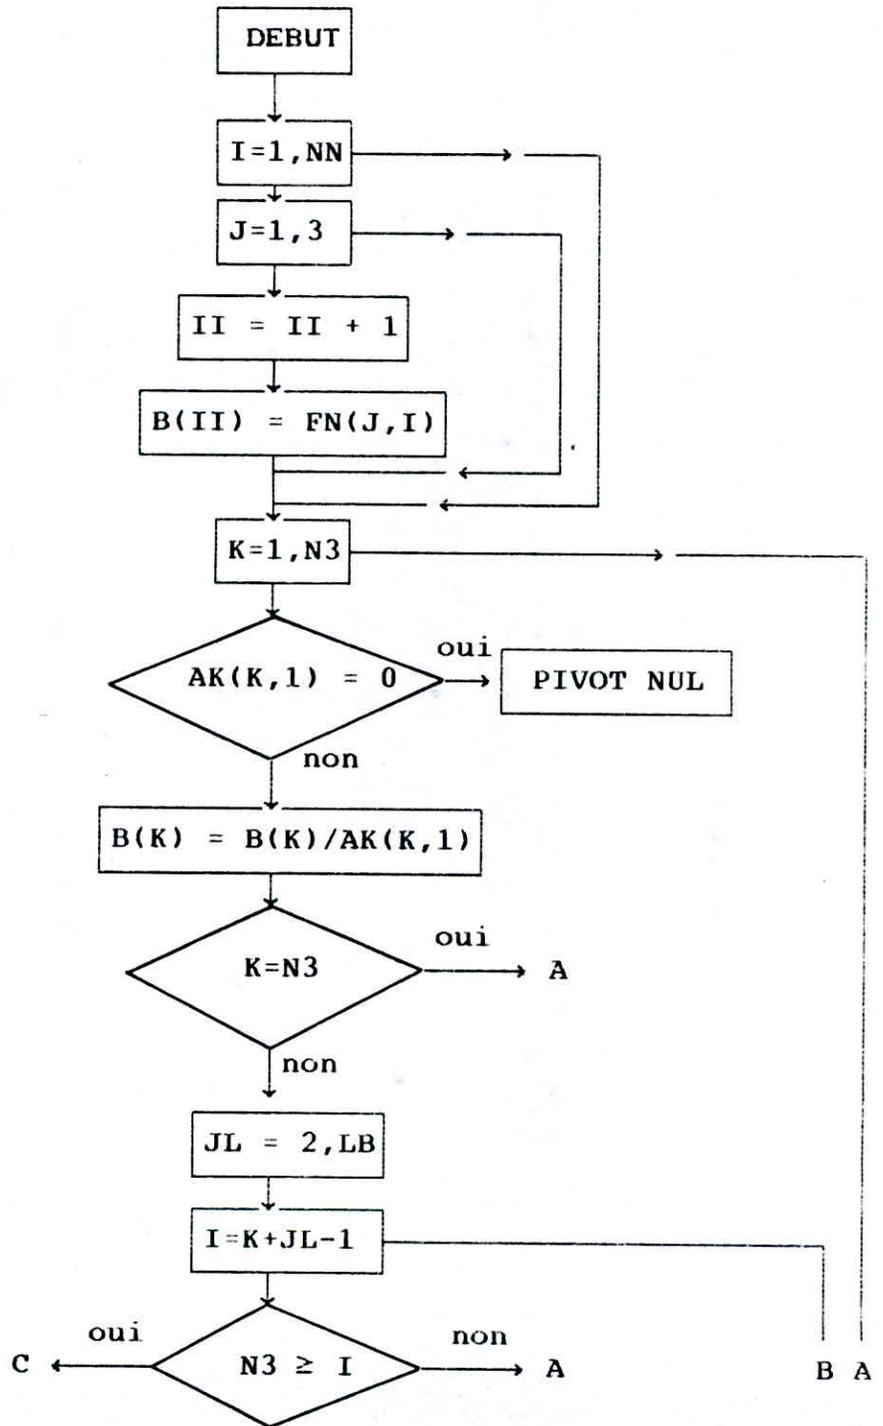 DEBUT
I=1,NN
J=1,3
II = II + 1
B(II) = FN(J,I)
K=1,N3
oui
AK(K,1) = 0
PIVOT NUL
non
B(K) = B(K)/AK(K,1)
oui
K=N3
A
non
JL = 2,LB
I=K+JL-1
oui
non
C
N3 ≥ I
A
B A